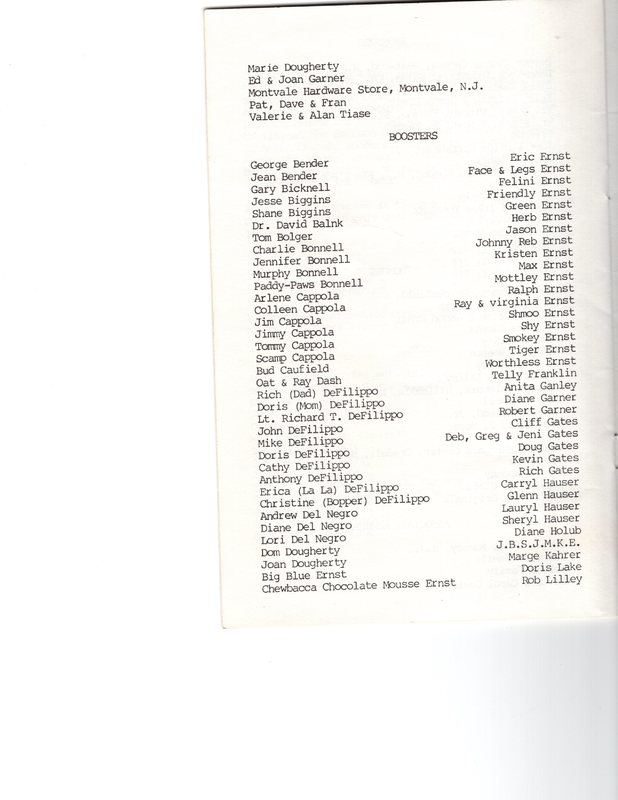 Marie Dougherty
Ed & Joan Garner
Montvale Hardware Store, Montvale, N.J.
Pat, Dave & Fran
Valerie & Alan Tiase
BOOSTERS
George Bender
Jean Bender
Gary Bicknell
Jesse Biggins
Shane Biggins
Dr. David Balnk
Tom Bolger
Charlie Bonnell
Jennifer Bonnell
Murphy Bonnell
Paddy-Paws Bonnell
Arlene Cappola
Colleen Cappola
Jim Cappola
Jimmy Cappola
Tommy Cappola
Scamp Cappola
Bud Caufield
Oat & Ray Dash
Rich (Dad) DeFilippo
Doris (Mom) DeFilippo
Lt. Richard T. DeFilippo
John DeFilippo
Mike DeFilippo
Doris DeFilippo
Cathy DeFilippo
Anthony DeFilippo
Erica (La La) DeFilippo
Christine (Bopper) DeFilippo
Andrew Del Negro
Diane Del Negro
Lori Del Negro
Dom Dougherty
Joan Dougherty
Big Blue Ernst
Chewbacca Chocolate Mousse Ernst
Eric Ernst
Face & Legs Ernst
Felini Ernst
Friendly Ernst
Green Ernst
Herb Ernst
Jason Ernst
Johnny Reb Ernst
Kristen Ernst
Max Ernst
Mottley Ernst
Ralph Ernst
Ray & virginia Ernst
Shmoo Ernst
Shy Ernst
Smokey Ernst
Tiger Ernst
Worthless Ernst
Telly Franklin
Anita Ganley
Diane Garner
Robert Garner
Cliff Gates
Deb, Greg & Jeni Gates
Doug Gates
Kevin Gates
Rich Gates
Carryl Hauser
Glenn Hauser
Lauryl Hauser
Sheryl Hauser
Diane Holub
J.B.S.J.M.K.E.
Marge Kahrer
Doris Lake
Rob Lilley